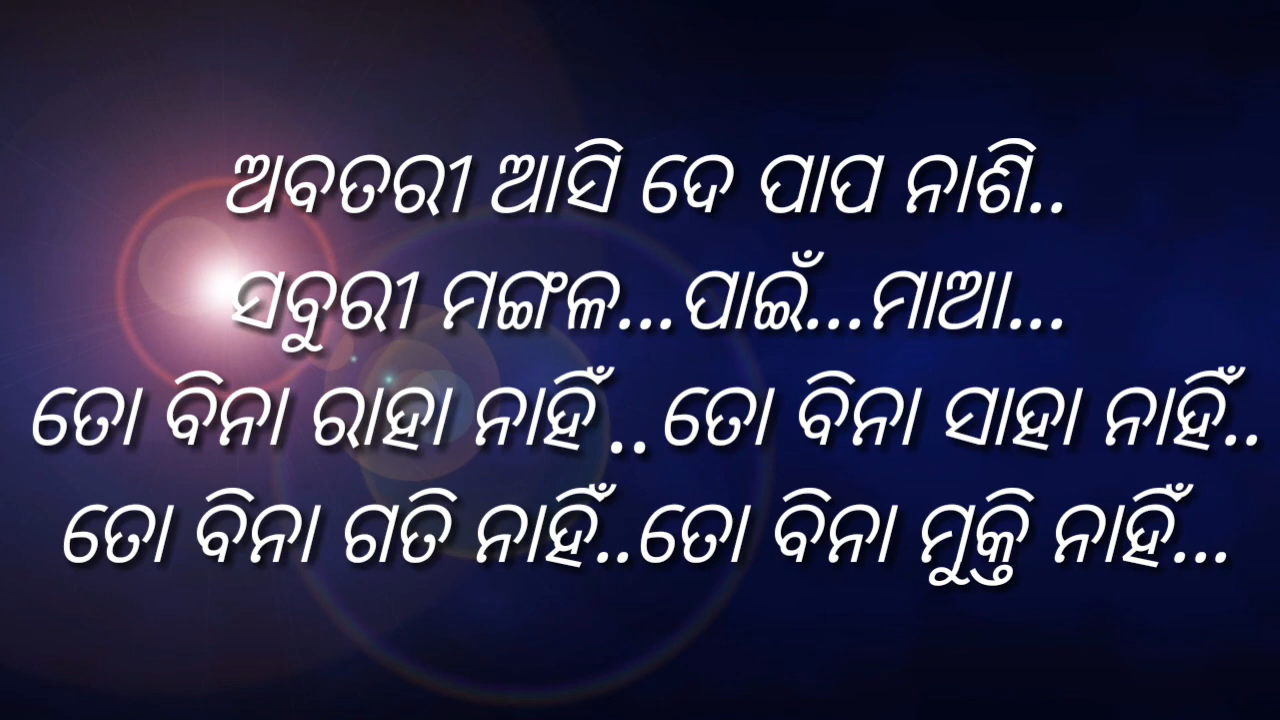 ଅବତରୀ ଆସି ଦେ ପାପ ନାଶି..
ସବୁରୀ ମଙ୍ଗଳ...ପାଇଁ...ମାଆ...
ତୋ ବିନା ରାହା ନାହିଁ..ତୋ ବିନା ସାହା ନାହିଁ..
ତୋ ବିନା ଗତି ନାହିଁ..ତୋ ବିନା ମୁକ୍ତି ନାହିଁ...